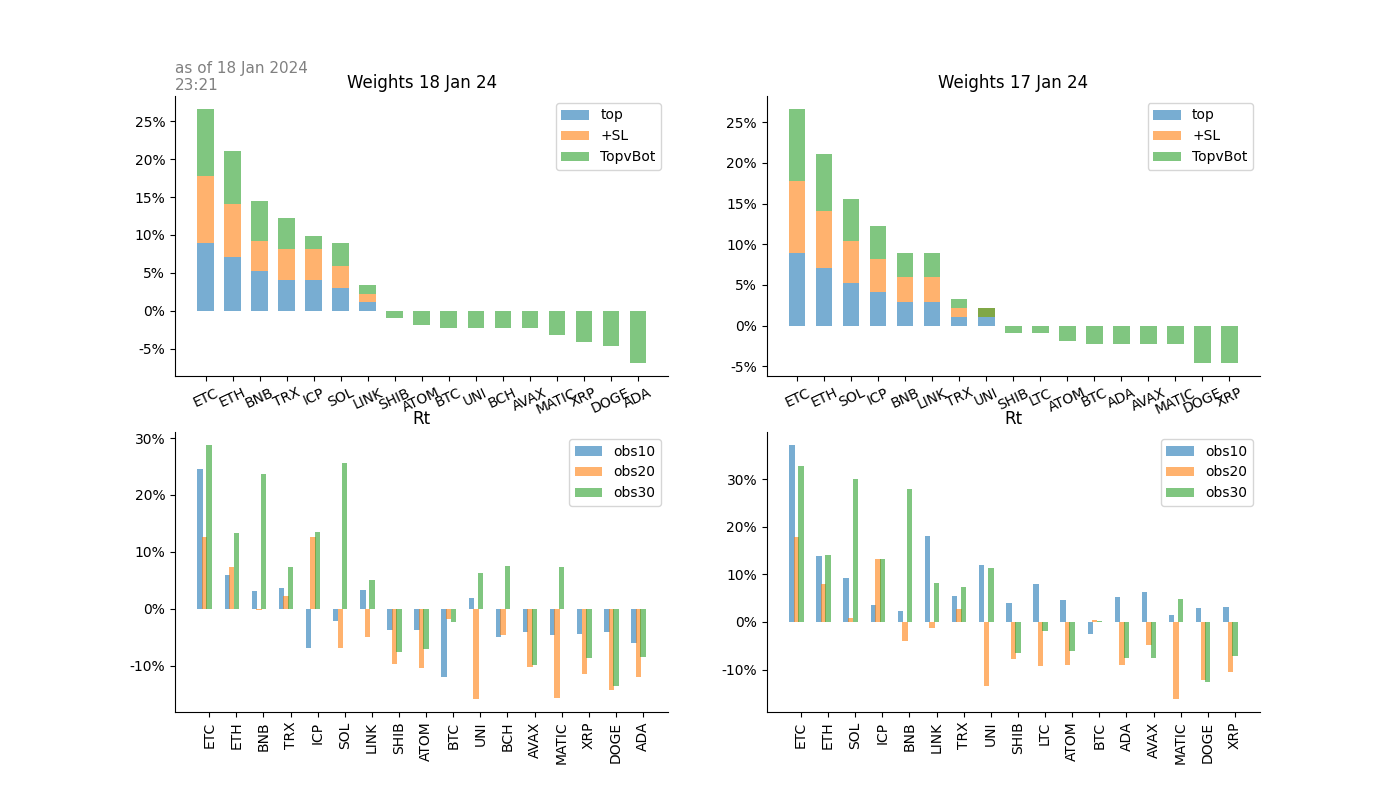 as of 18 Jan 2024
23:21
Weights 18 Jan 24
25%
20%
15%
10%
5%
0%
-5%
top
+SL
TopvBot
ETC ETH BNB TRX ICP SOL LINK SHIB ATOM BTC UNI BCH AVAX MATIC XRP DOGE ADA
Weights 17 Jan 24
25%
20%
15%
10%
5%
0%
-5%
top
+SL
TopvBot
ETC ETH SOL ICP BNB LINK TRX UNI SHIB LTC ATOM BTC ADA AVAX MATIC DOGE XRP
Rt
30%
20%
10%
0%
-10%
obs10
obs20
obs30
ETC ETH BNB TRX ICP SOL LINK SHIB ATOM BTC UNI BCH AVAX MATIC XRP DOGE ADA
Rt
30%
20%
10%
0%
-10%
obs10
obs20
obs30
ETC ETH SOL ICP BNB LINK TRX UNI SHIB LTC ATOM BTC ADA AVAX MATIC DOGE XRP